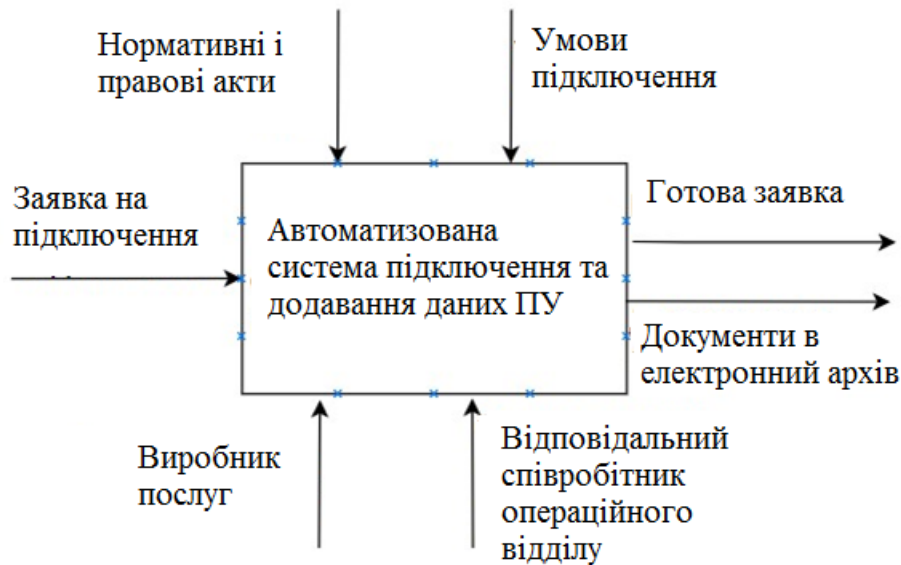 Нормативні і
правові акти
Умови
підключення
Заявка на
підключення
Автоматизована
система підключення та
додавання даних ПУ
Готова заявка
Документи в
електронний архів
Виробник
послуг
Відповідальний
співробітник
операційного
відділу